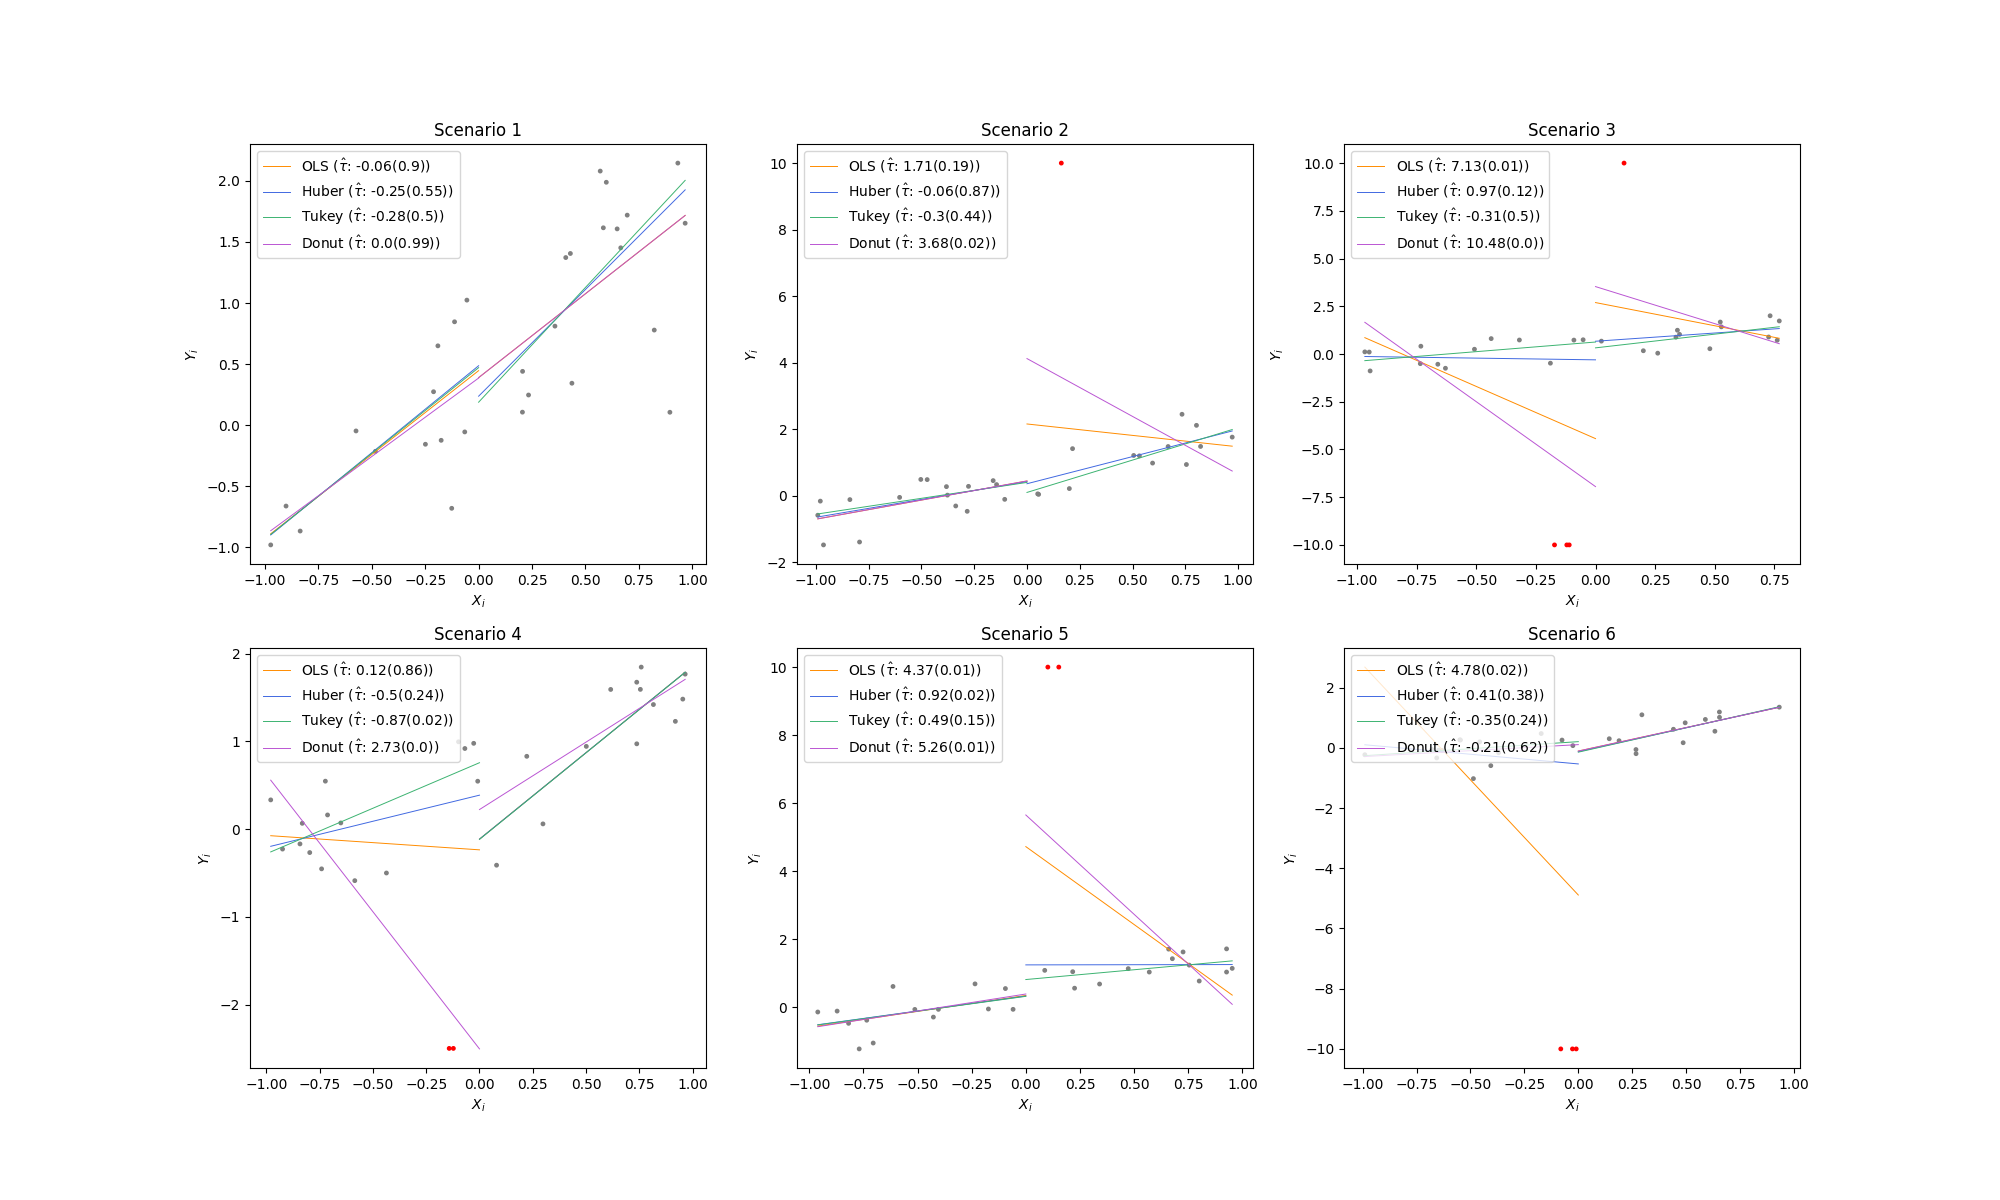 Scenario 1
OLS (τ̂: -0.06(0.9))
Huber (τ̂: -0.25(0.55))
Tukey (τ̂: -0.28(0.5))
Donut (τ̂: 0.0(0.99))
2.0
1.5
1.0
0.5
0.0
−0.5
−1.0
Y_i
−1.00 −0.75 −0.50 −0.25 0.00 0.25 0.50 0.75 1.00
X_i
Scenario 2
OLS (τ̂: 1.71(0.19))
Huber (τ̂: -0.06(0.87))
Tukey (τ̂: -0.3(0.44))
Donut (τ̂: 3.68(0.02))
10
8
6
4
2
0
−2
Y_i
−1.00 −0.75 −0.50 −0.25 0.00 0.25 0.50 0.75 1.00
X_i
Scenario 3
OLS (τ̂: 7.13(0.01))
Huber (τ̂: 0.97(0.12))
Tukey (τ̂: -0.31(0.5))
Donut (τ̂: 10.48(0.0))
10.0
7.5
5.0
2.5
0.0
−2.5
−5.0
−7.5
−10.0
Y_i
−1.00 −0.75 −0.50 −0.25 0.00 0.25 0.50 0.75
X_i
Scenario 4
OLS (τ̂: 0.12(0.86))
Huber (τ̂: -0.5(0.24))
Tukey (τ̂: -0.87(0.02))
Donut (τ̂: 2.73(0.0))
2
1
0
−1
−2
Y_i
−1.00 −0.75 −0.50 −0.25 0.00 0.25 0.50 0.75 1.00
X_i
Scenario 5
OLS (τ̂: 4.37(0.01))
Huber (τ̂: 0.92(0.02))
Tukey (τ̂: 0.49(0.15))
Donut (τ̂: 5.26(0.01))
10
8
6
4
2
0
Y_i
−1.00 −0.75 −0.50 −0.25 0.00 0.25 0.50 0.75 1.00
X_i
Scenario 6
OLS (τ̂: 4.78(0.02))
Huber (τ̂: 0.41(0.38))
Tukey (τ̂: -0.35(0.24))
Donut (τ̂: -0.21(0.62))
2
0
−2
−4
−6
−8
−10
Y_i
−1.00 −0.75 −0.50 −0.25 0.00 0.25 0.50 0.75 1.00
X_i